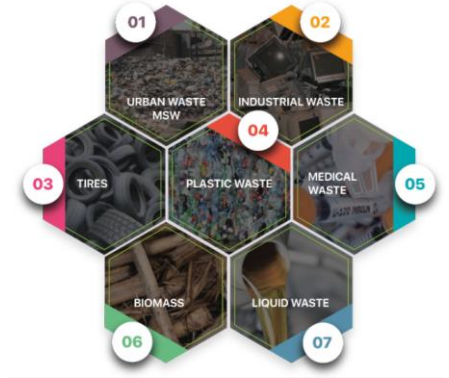 01
URBAN WASTE
MSW
02
INDUSTRIAL WASTE
03
TIRES
04
PLASTIC WASTE
05
MEDICAL
WASTE
06
BIOMASS
07
LIQUID WASTE